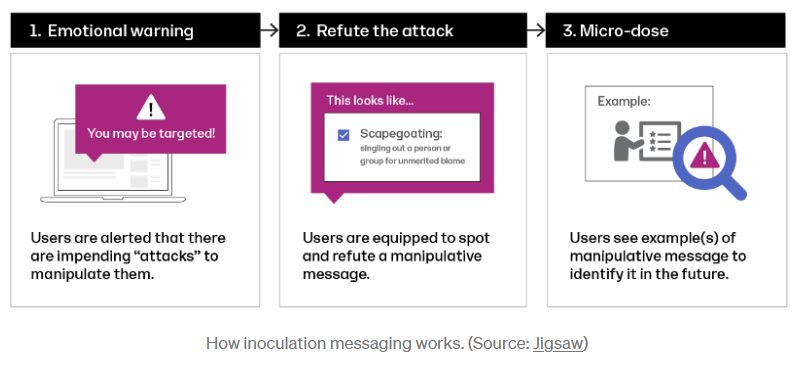 1. Emotional warning
You may be targeted!
Users are alerted that there
are impending “attacks” to
manipulate them.
2. Refute the attack
This looks like...
Scapegoating:
singling out a person or
group for unmerited blame
Users are equipped to spot
and refute a manipulative
message.
3. Micro-dose
Example:
Users see example(s) of
manipulative message to
identify it in the future.
How inoculation messaging works. (Source: Jigsaw)